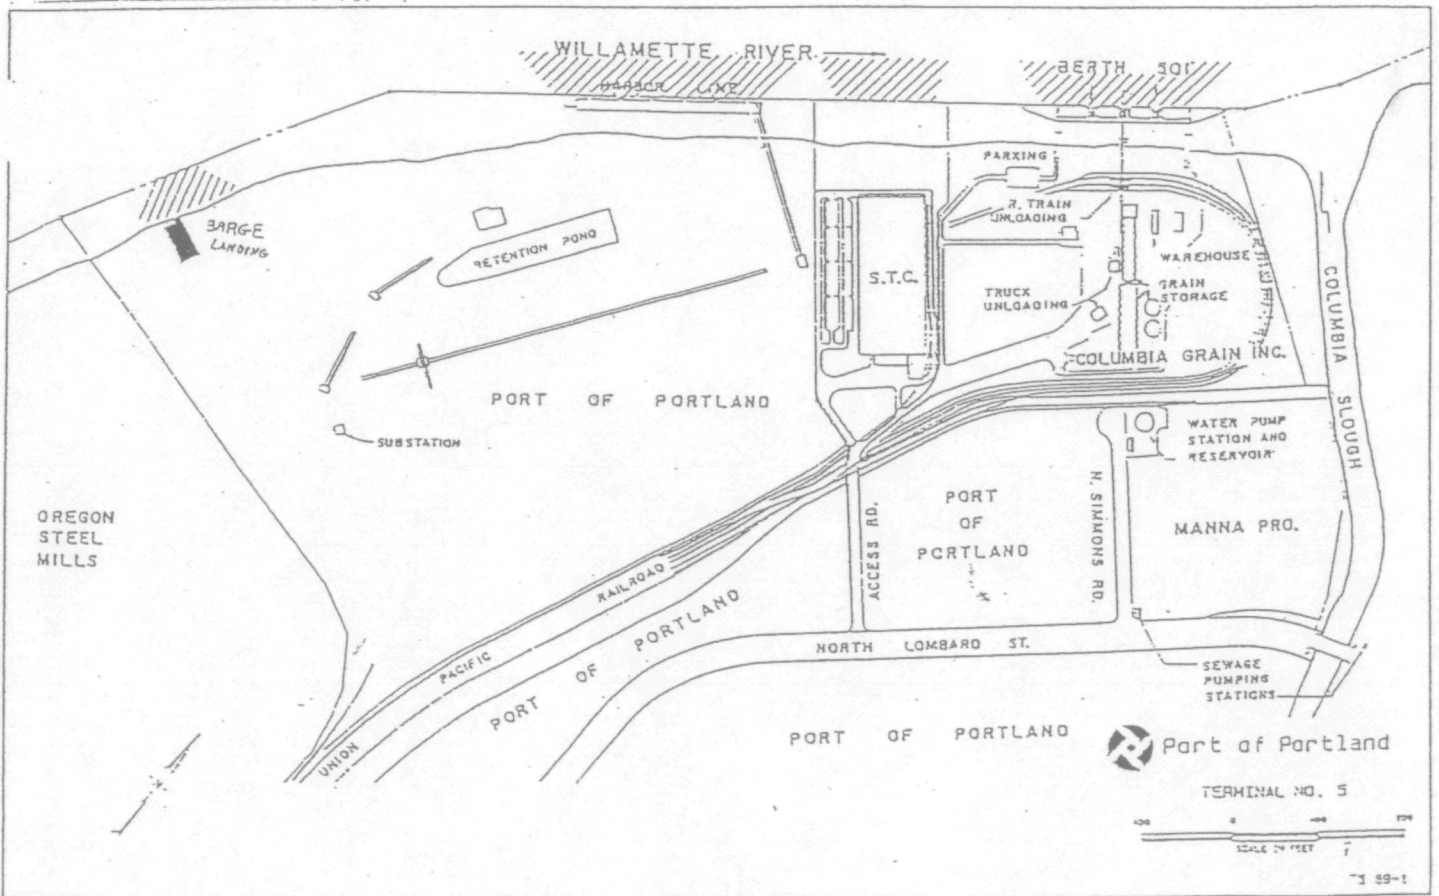 WILLAMETTE RIVER
HARBOR LINE
BERTH 501
BARGE
LANDING
RETENTION POND
PARKING
R. TRAIN
UNLOADING
S.T.C.
WAREHOUSE
TRUCK
UNLOADING
GRAIN
STORAGE
COLUMBIA GRAIN INC.
COLUMBIA SLOUGH
PORT OF PORTLAND
SUBSTATION
WATER PUMP
STATION AND
RESERVOIR
OREGON
STEEL
MILLS
ACCESS RD.
PORT
OF
PORTLAND
N. SIMMONS RD.
MANNA PRO.
UNION PACIFIC RAILROAD
PORT OF PORTLAND
NORTH LOMBARD ST.
SEWAGE
PUMPING
STATIONS
PORT OF PORTLAND
Port of Portland
TERMINAL NO. 5
0
SCALE IN FEET